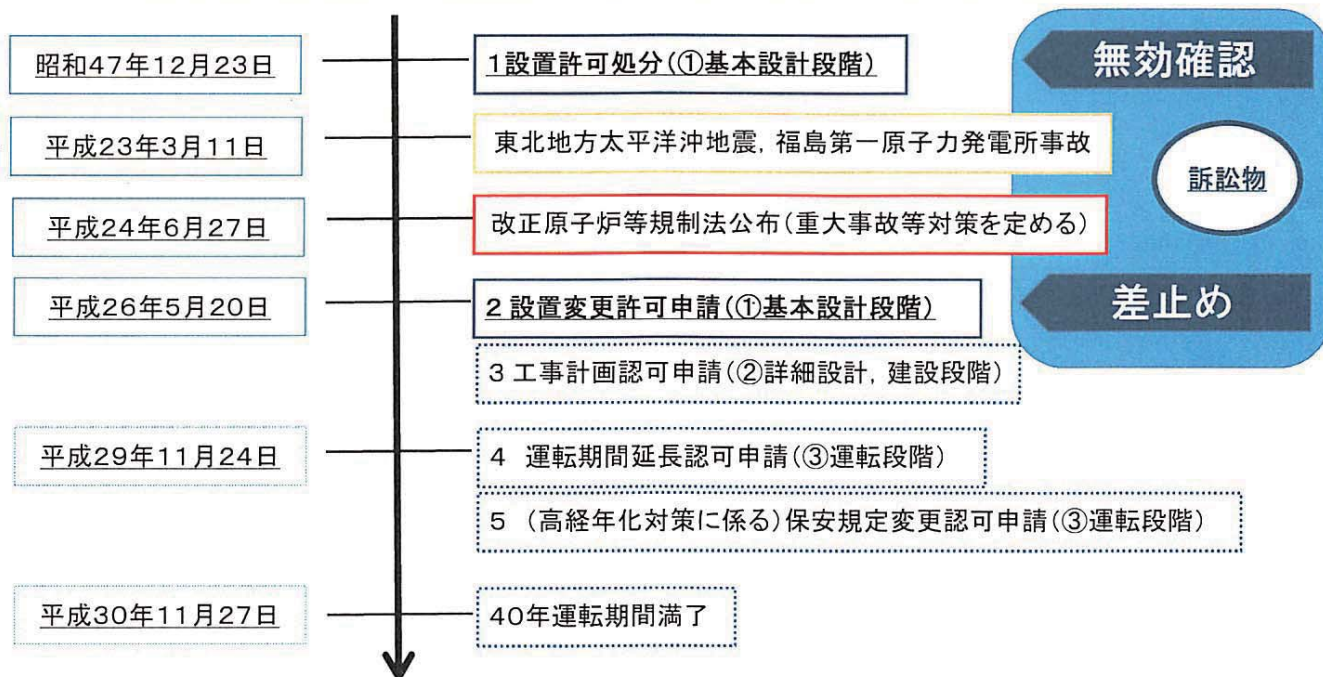 昭和47年12月23日
1設置許可処分(①基本設計段階)
無効確認
平成23年3月11日
東北地方太平洋沖地震,福島第一原子力発電所事故
訴訟物
平成24年6月27日
改正原子炉等規制法公布(重大事故等対策を定める)
平成26年5月20日
2 設置変更許可申請(①基本設計段階)
差止め
3 工事計画認可申請(②詳細設計,建設段階)
平成29年11月24日
4 運転期間延長認可申請(③運転段階)
5 (高経年化対策に係る)保安規定変更認可申請(③運転段階)
平成30年11月27日
40年運転期間満了